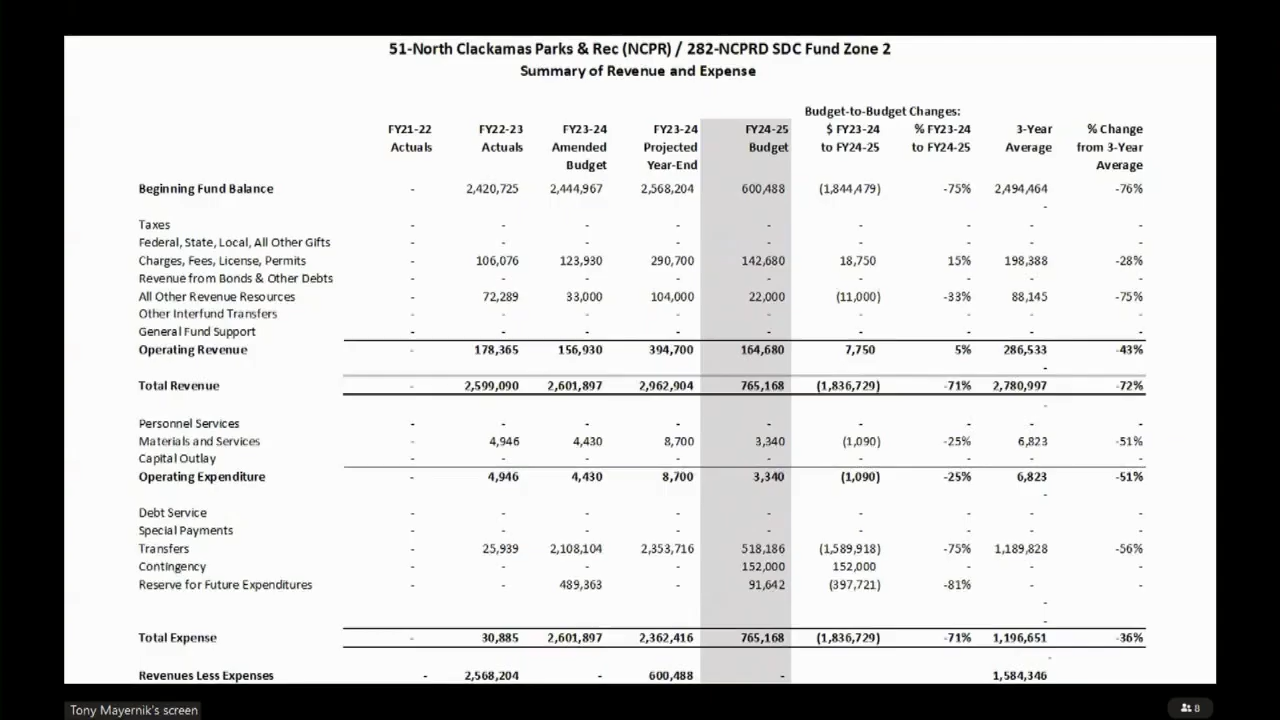 51-North Clackamas Parks & Rec (NCPR) / 282-NCPRD SDC Fund Zone 2
Summary of Revenue and Expense
Budget-to-Budget Changes:
FY21-22 FY22-23 FY23-24 FY23-24 FY24-25 $ FY23-24 % FY23-24 3-Year % Change
Actuals Actuals Amended Projected Budget to FY24-25 to FY24-25 Average from 3-Year
Budget Year-End Average
Beginning Fund Balance - 2,420,725 2,444,967 2,568,204 600,488 (1,844,479) -75% 2,494,464 -76%
-
Taxes - - - - - - - - -
Federal, State, Local, All Other Gifts - - - - - - - - -
Charges, Fees, License, Permits - 106,076 123,930 290,700 142,680 18,750 15% 198,388 -28%
Revenue from Bonds & Other Debts - - - - - - - - -
All Other Revenue Resources - 72,289 33,000 104,000 22,000 (11,000) -33% 88,145 -75%
Other Interfund Transfers - - - - - - - - -
General Fund Support - - - - - - - - -
Operating Revenue - 178,365 156,930 394,700 164,680 7,750 5% 286,533 -43%
-
Total Revenue - 2,599,090 2,601,897 2,962,904 765,168 (1,836,729) -71% 2,780,997 -72%
-
Personnel Services - - - - - - - - -
Materials and Services - 4,946 4,430 8,700 3,340 (1,090) -25% 6,823 -51%
Capital Outlay - - - - - - - - -
Operating Expenditure - 4,946 4,430 8,700 3,340 (1,090) -25% 6,823 -51%
-
Debt Service - - - - - - - - -
Special Payments - - - - - - - - -
Transfers - 25,939 2,108,104 2,353,716 518,186 (1,589,918) -75% 1,189,828 -56%
Contingency - - - - 152,000 152,000 - - -
Reserve for Future Expenditures - - 489,363 - 91,642 (397,721) -81% - -
-
-
Total Expense - 30,885 2,601,897 2,362,416 765,168 (1,836,729) -71% 1,196,651 -36%
-
Revenues Less Expenses - 2,568,204 - 600,488 - 1,584,346
Tony Mayernik's screen
8